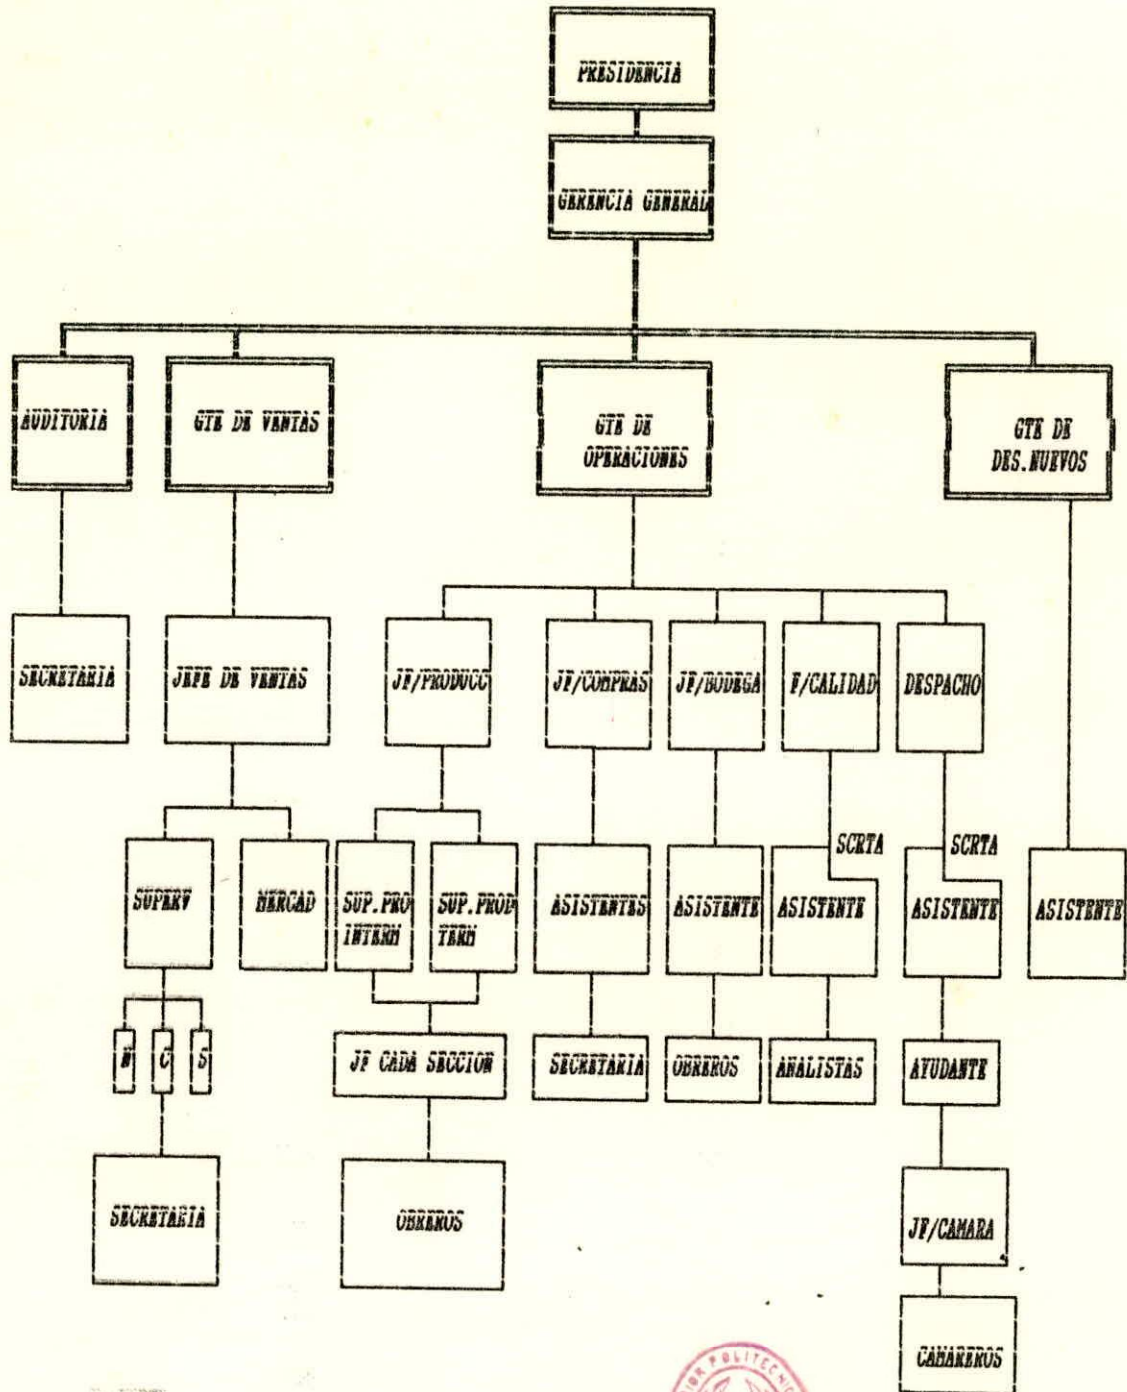 PRESIDENCIA
GERENCIA GENERAL
AUDITORIA
GTE DE VENTAS
GTE DE
OPERACIONES
GTE DE
DES.NUEVOS
SECRETARIA
JEFE DE VENTAS
JF/PRODUCC
JF/COMPRAS
JF/BODEGA
F/CALIDAD
DESPACHO
SCRTA
SCRTA
SUPERV
MERCAD
SUP.PRO
INTERM
SUP.PROD
TERM
ASISTENTES
ASISTENTE
ASISTENTE
ASISTENTE
ASISTENTE
N
C
S
JF CADA SECCION
SECRETARIA
OBREROS
ANALISTAS
AYUDANTE
SECRETARIA
OBREROS
JF/CAMARA
CAMAREROS
POLITECNICA